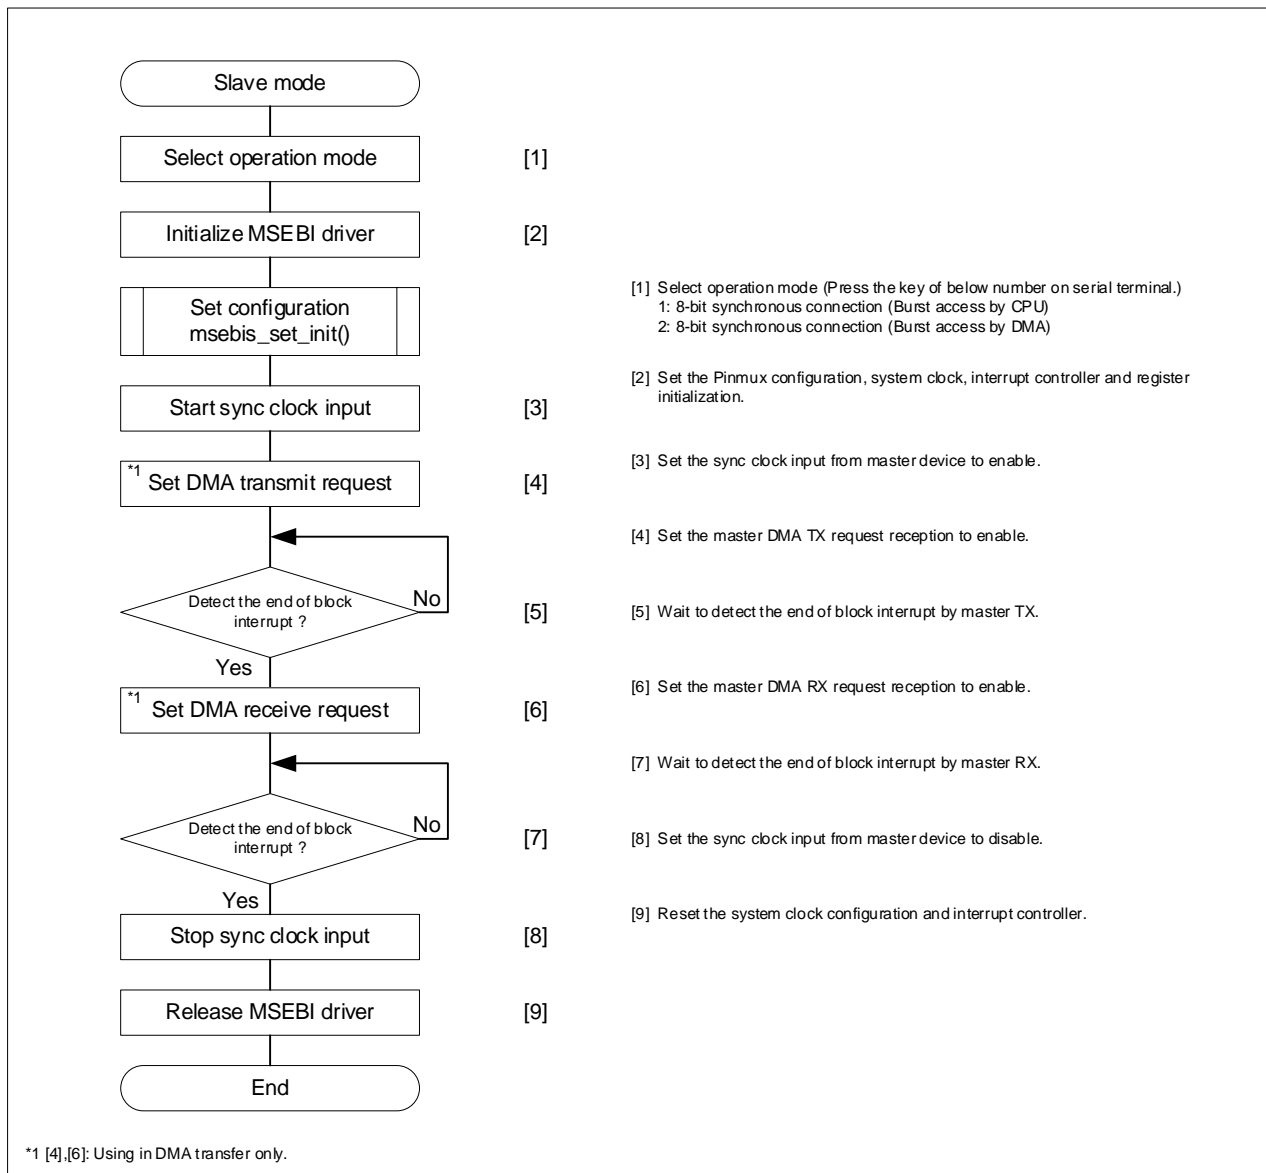 Slave mode
Select operation mode
[1]
Initialize MSEBI driver
[2]
Set configuration
msebis_set_init()
Start sync clock input
[3]
*1 Set DMA transmit request
[4]
Detect the end of block
interrupt ?
No
[5]
Yes
*1 Set DMA receive request
[6]
Detect the end of block
interrupt ?
No
[7]
Yes
Stop sync clock input
[8]
Release MSEBI driver
[9]
End
[1] Select operation mode (Press the key of below number on serial terminal.)
1: 8-bit synchronous connection (Burst access by CPU)
2: 8-bit synchronous connection (Burst access by DMA)
[2] Set the Pinmux configuration, system clock, interrupt controller and register
initialization.
[3] Set the sync clock input from master device to enable.
[4] Set the master DMA TX request reception to enable.
[5] Wait to detect the end of block interrupt by master TX.
[6] Set the master DMA RX request reception to enable.
[7] Wait to detect the end of block interrupt by master RX.
[8] Set the sync clock input from master device to disable.
[9] Reset the system clock configuration and interrupt controller.
*1 [4],[6]: Using in DMA transfer only.